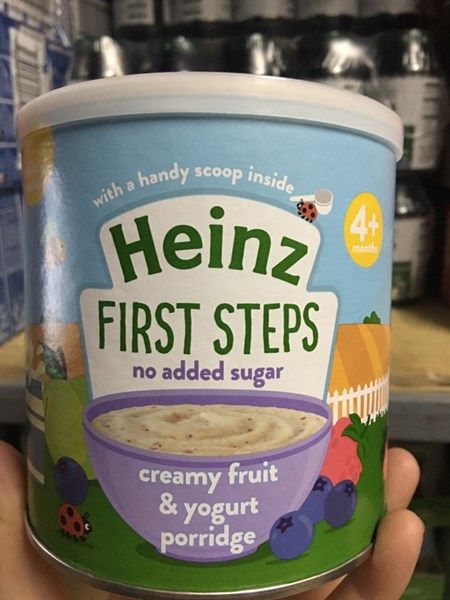 with a handy scoop inside
4+
months
Heinz
FIRST STEPS
no added sugar
creamy fruit
& yogurt
porridge